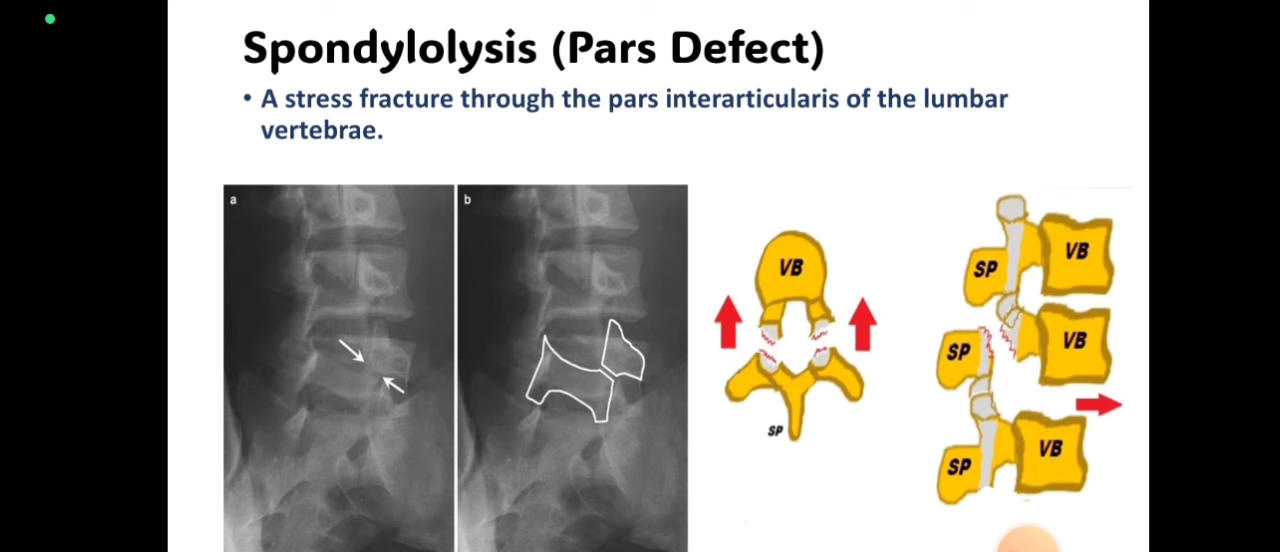 Spondylolysis (Pars Defect)
• A stress fracture through the pars interarticularis of the lumbar
vertebrae.
a
b
VB
SP
VB
SP
VB
SP
VB
SP